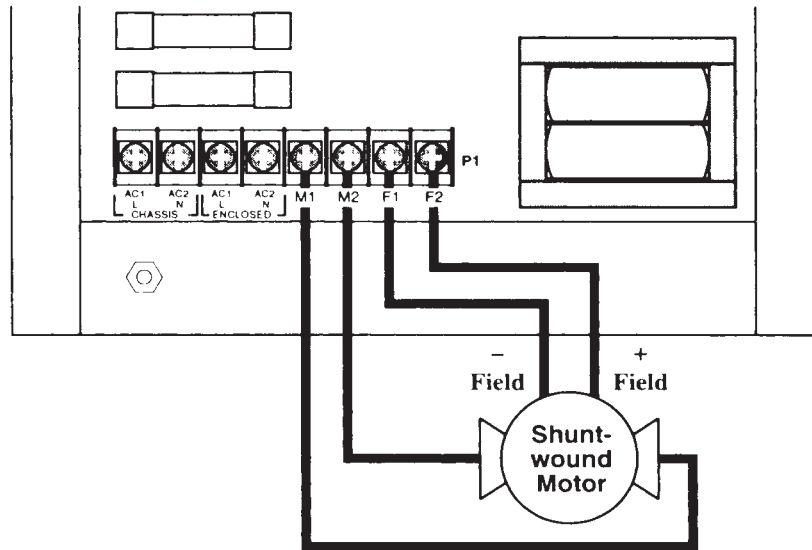 P1
AC1 AC2 AC1 AC2 M1 M2 F1 F2
L N L N
CHASSIS ENCLOSED
− +
Field Field
Shunt-
wound
Motor